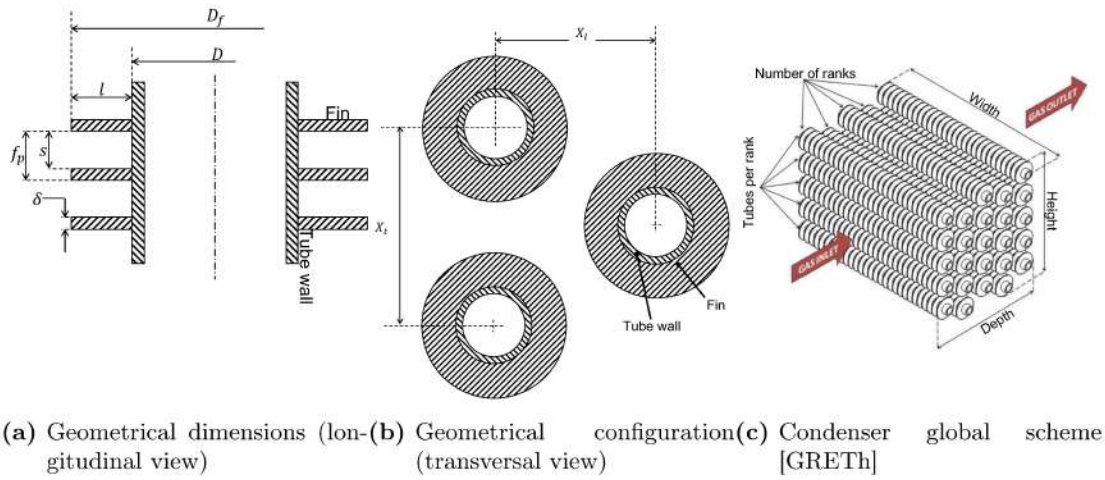 D_f
D
l
Fin
f_p
s
δ
Tube wall
X_l
X_t
Tube wall
Fin
Number of ranks
Tubes per rank
Width
GAS OUTLET
Height
GAS INLET
Depth
(a) Geometrical dimensions (lon-
gitudinal view)
(b) Geometrical configuration
(transversal view)
(c) Condenser global scheme
[GRETh]